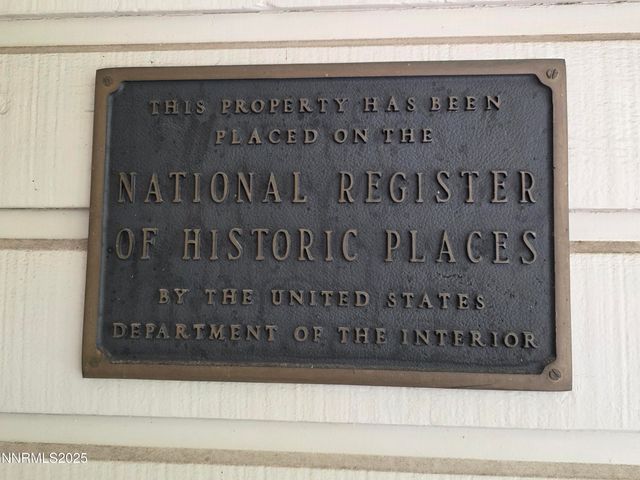 THIS PROPERTY HAS BEEN
PLACED ON THE
NATIONAL REGISTER
OF HISTORIC PLACES
BY THE UNITED STATES
DEPARTMENT OF THE INTERIOR
NNRMLS2025